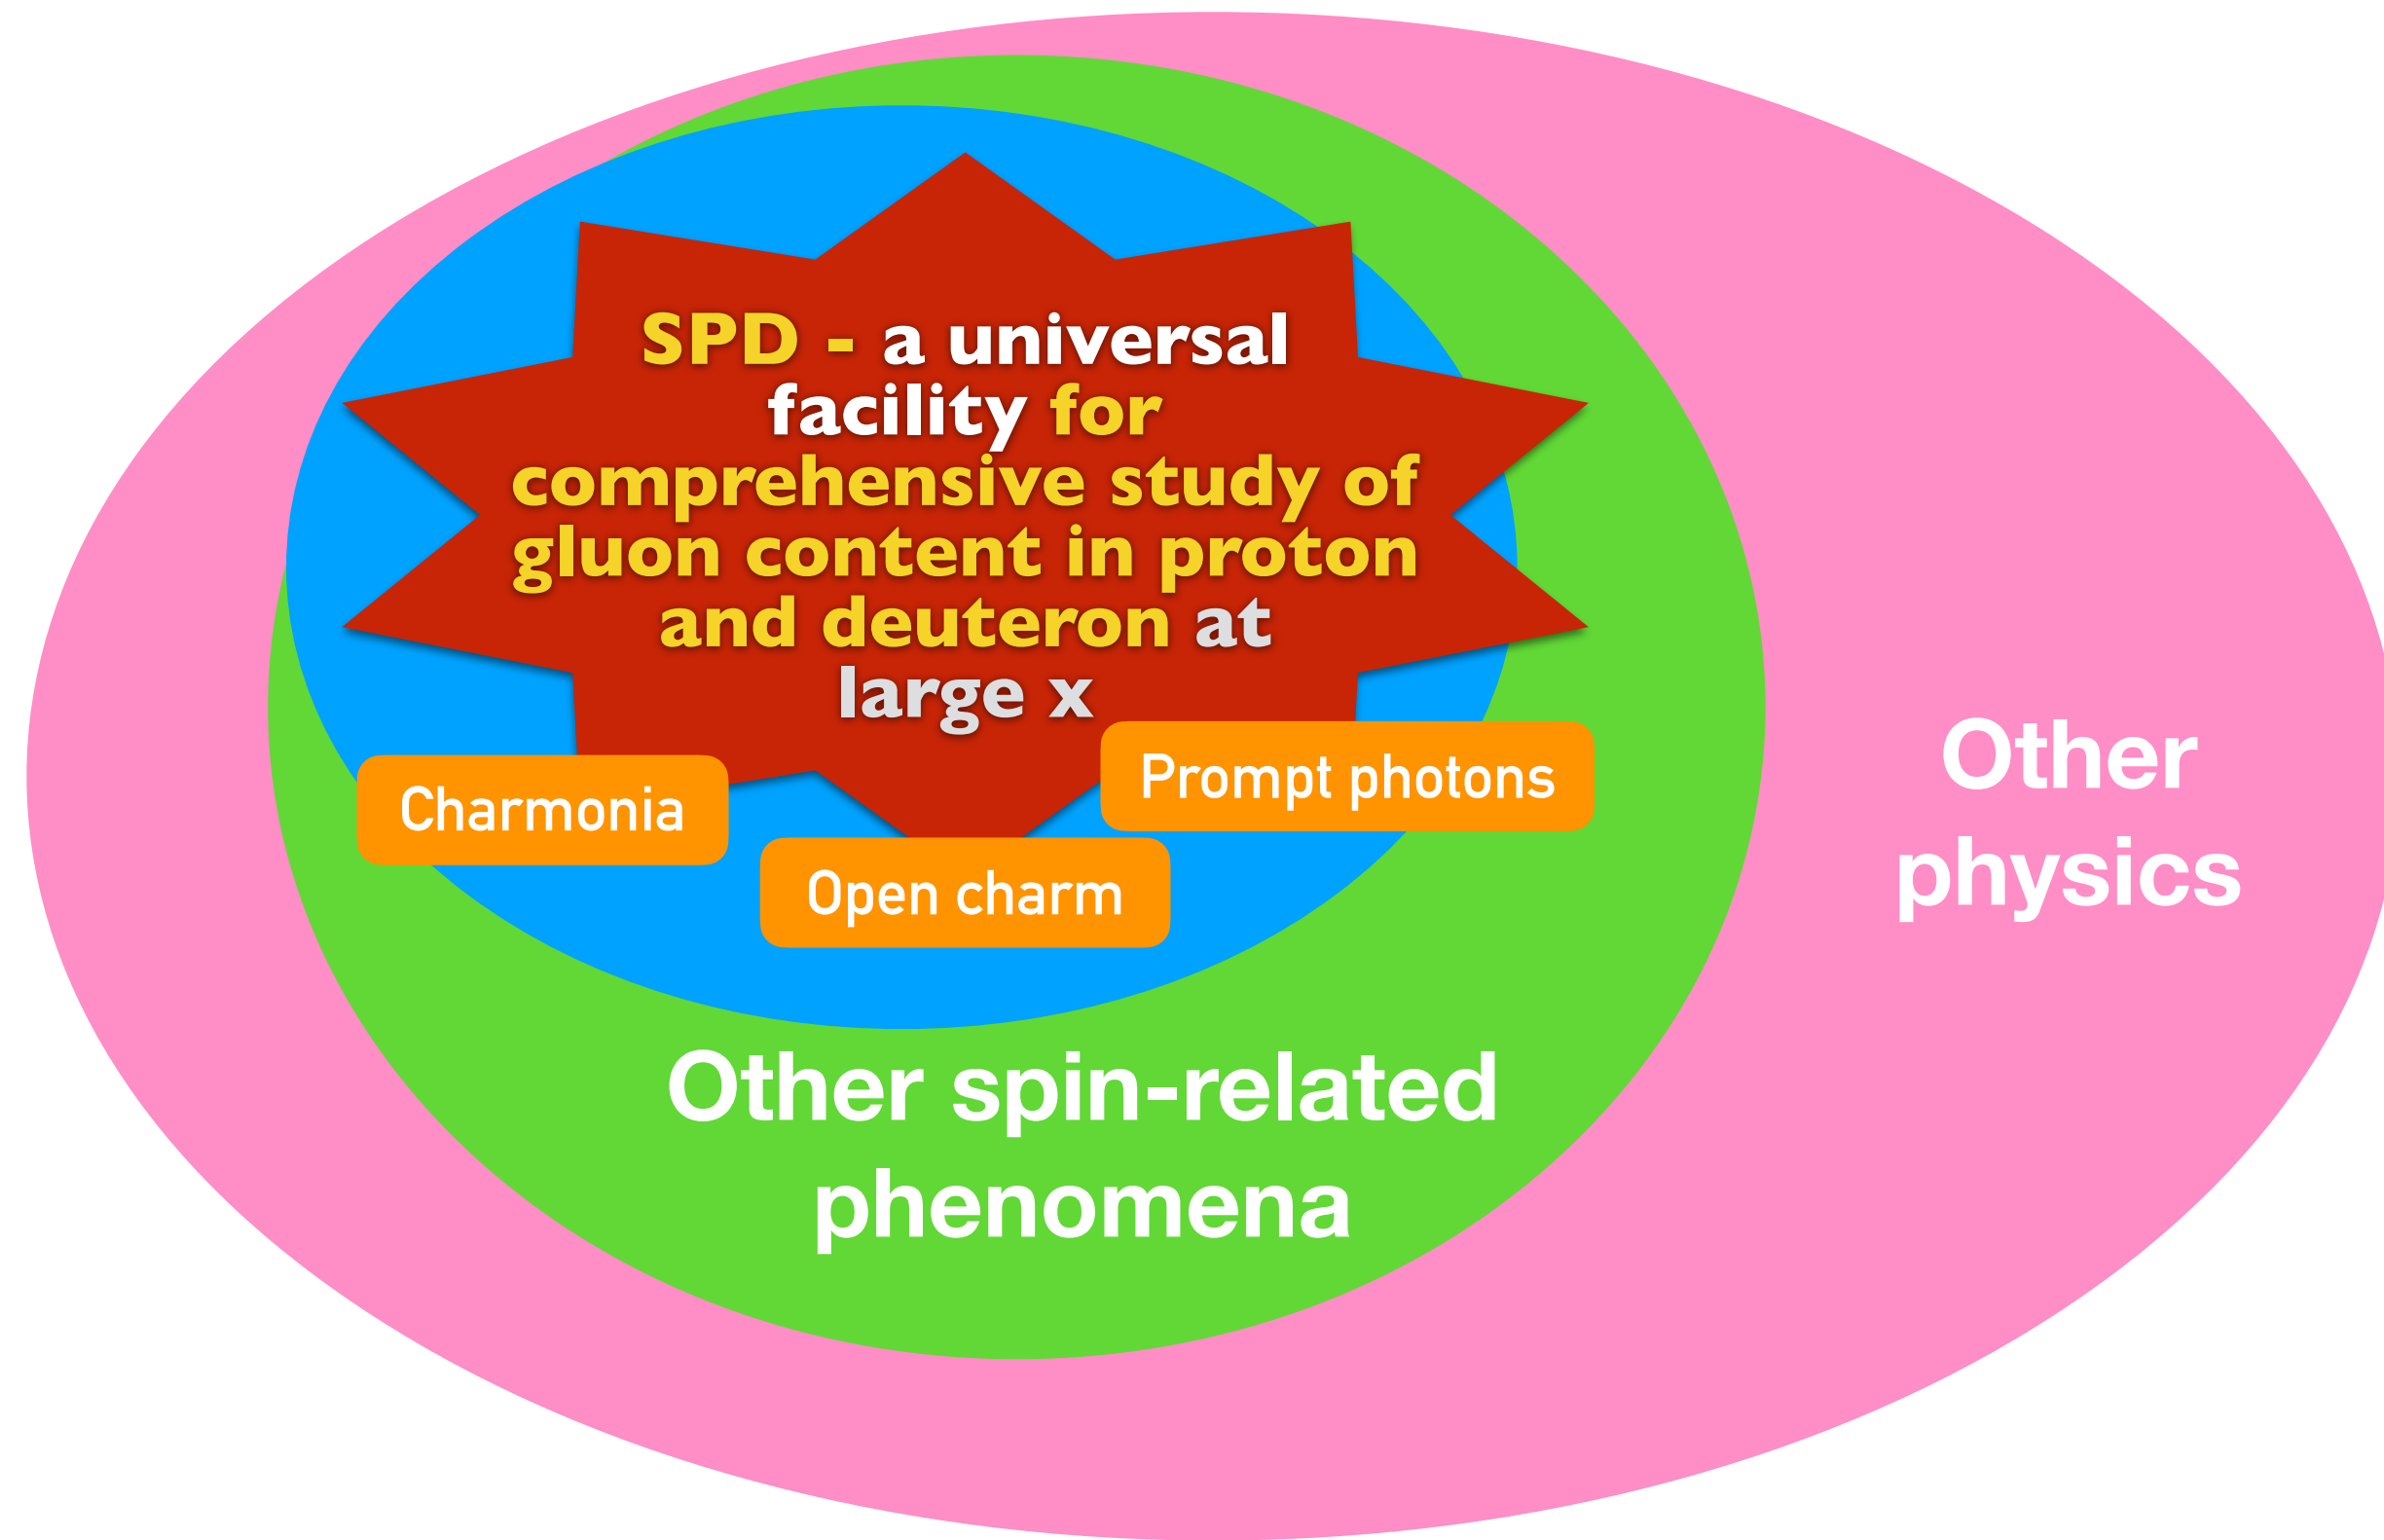 SPD - a universal
facility for
comprehensive study of
gluon content in proton
and deuteron at
large x
Prompt photons
Charmonia
Open charm
Other
physics
Other spin-related
phenomena